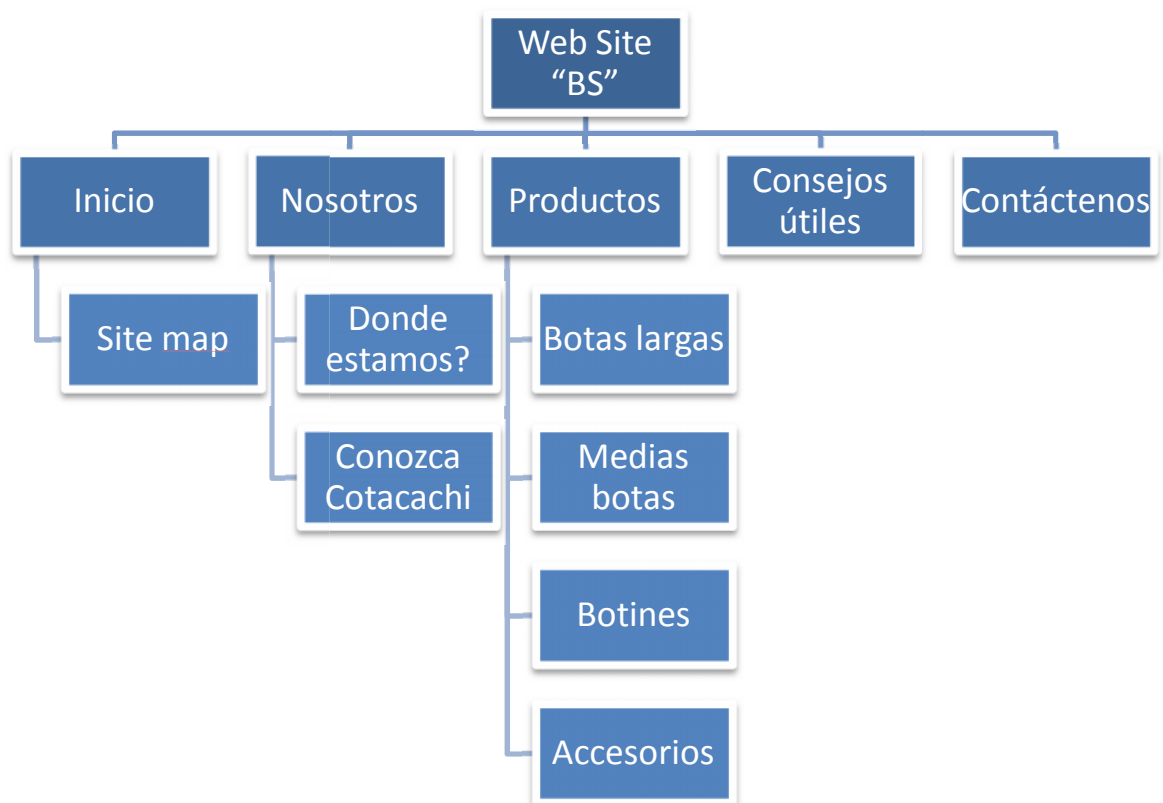 Web Site
“BS”
Inicio
Nosotros
Productos
Consejos
útiles
Contáctenos
Site map
Donde
estamos?
Conozca
Cotacachi
Botas largas
Medias
botas
Botines
Accesorios